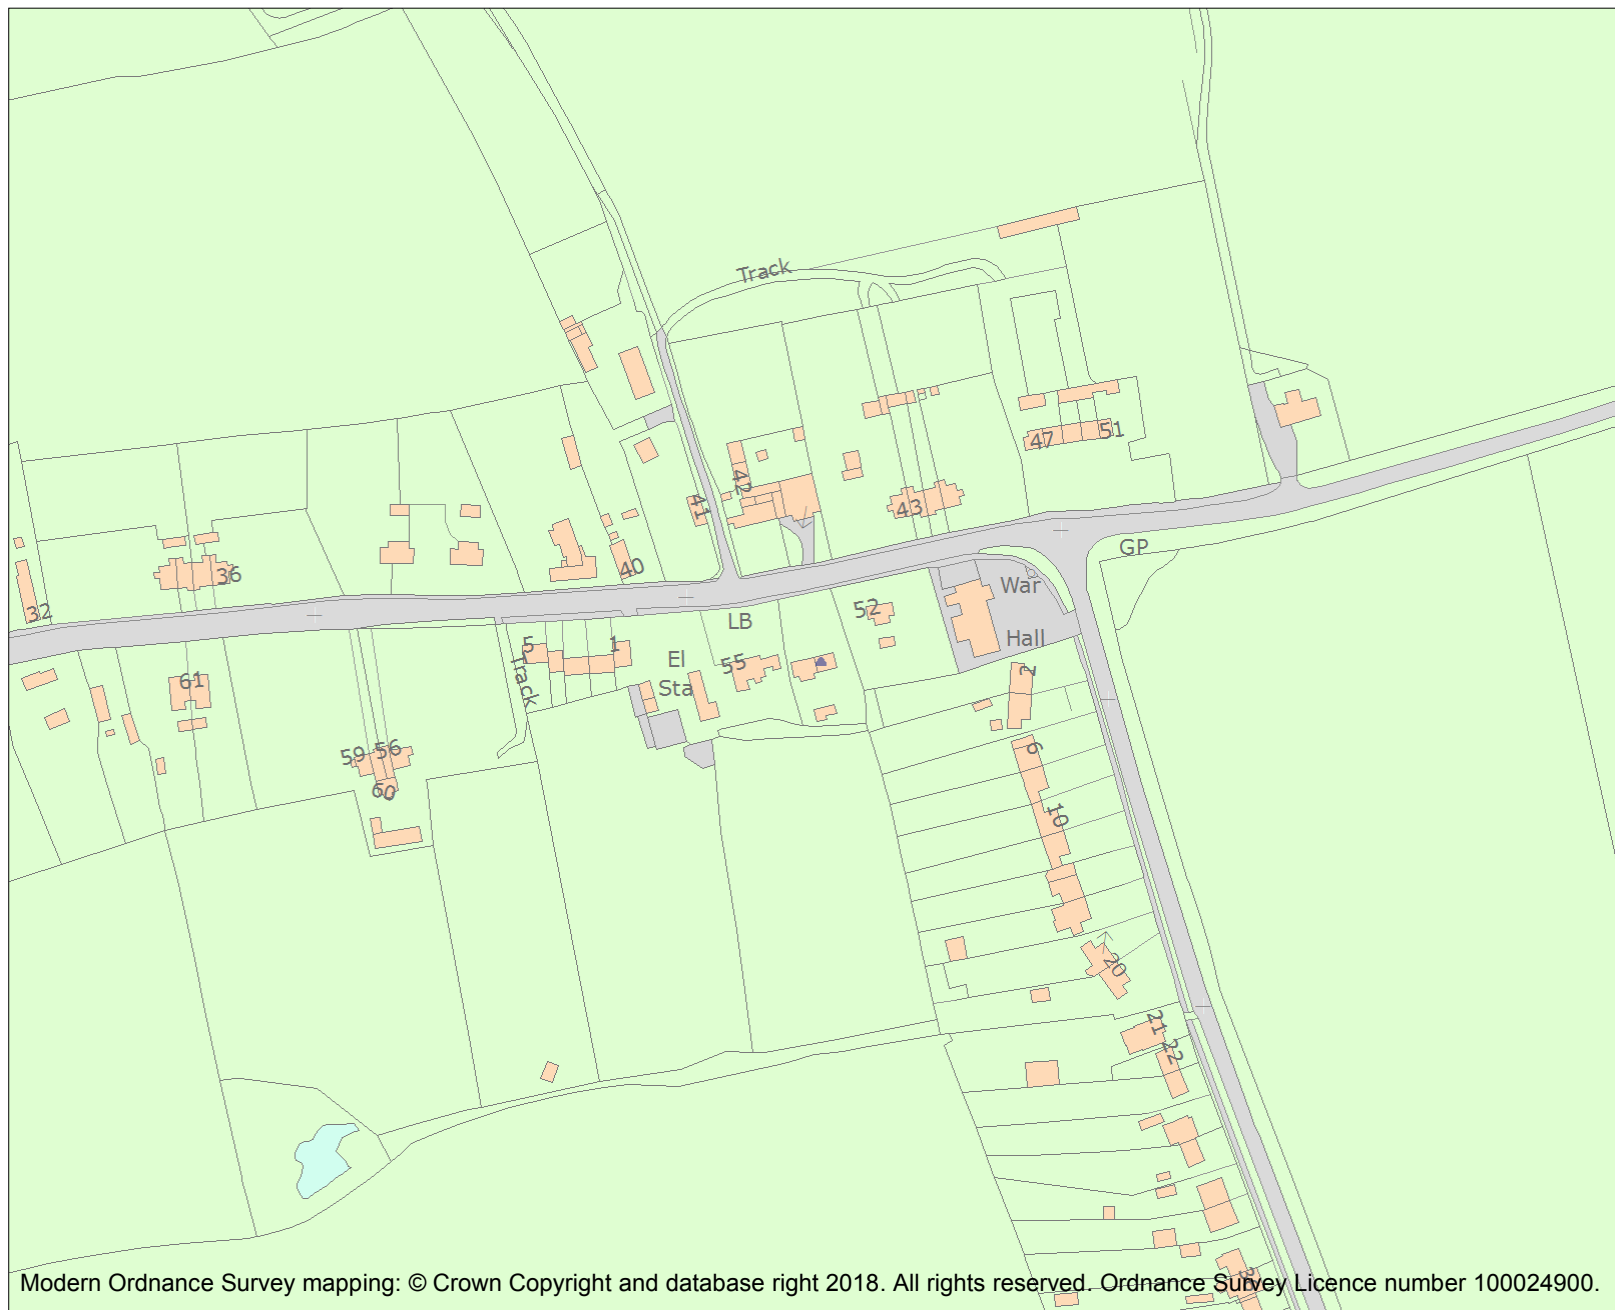 Track
42
41
47
51
43
40
36
32
GP
War
Hall
52
LB
5
1
El
Sta
55
Track
61
59
56
60
2
6
10
20
21
22
Modern Ordnance Survey mapping: © Crown Copyright and database right 2018. All rights reserved. Ordnance Survey Licence number 100024900.